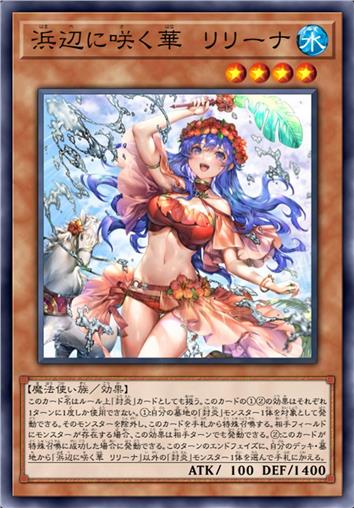 浜辺に咲く華　リリーナ
水
【魔法使い族／効果】
このカード名はルール上「封炎」カードとしても扱う。このカードの①②の効果をそれぞれ
1ターンに1度しか使用できない。①:自分の墓地の「封炎」モンスター1体を対象として
発動できる。そのモンスターを除外し、このカードを手札から特殊召喚する。相手フィールド
にモンスターが存在する場合、この効果は相手ターンでも発動できる。②:このカードが
特殊召喚に成功した場合に発動できる。このターンのエンドフェイズに、自分のデッキ・墓
地から「浜辺に咲く華　リリーナ」以外の「封炎」モンスター1体を選んで手札に加える。
ATK/ 100 DEF/1400